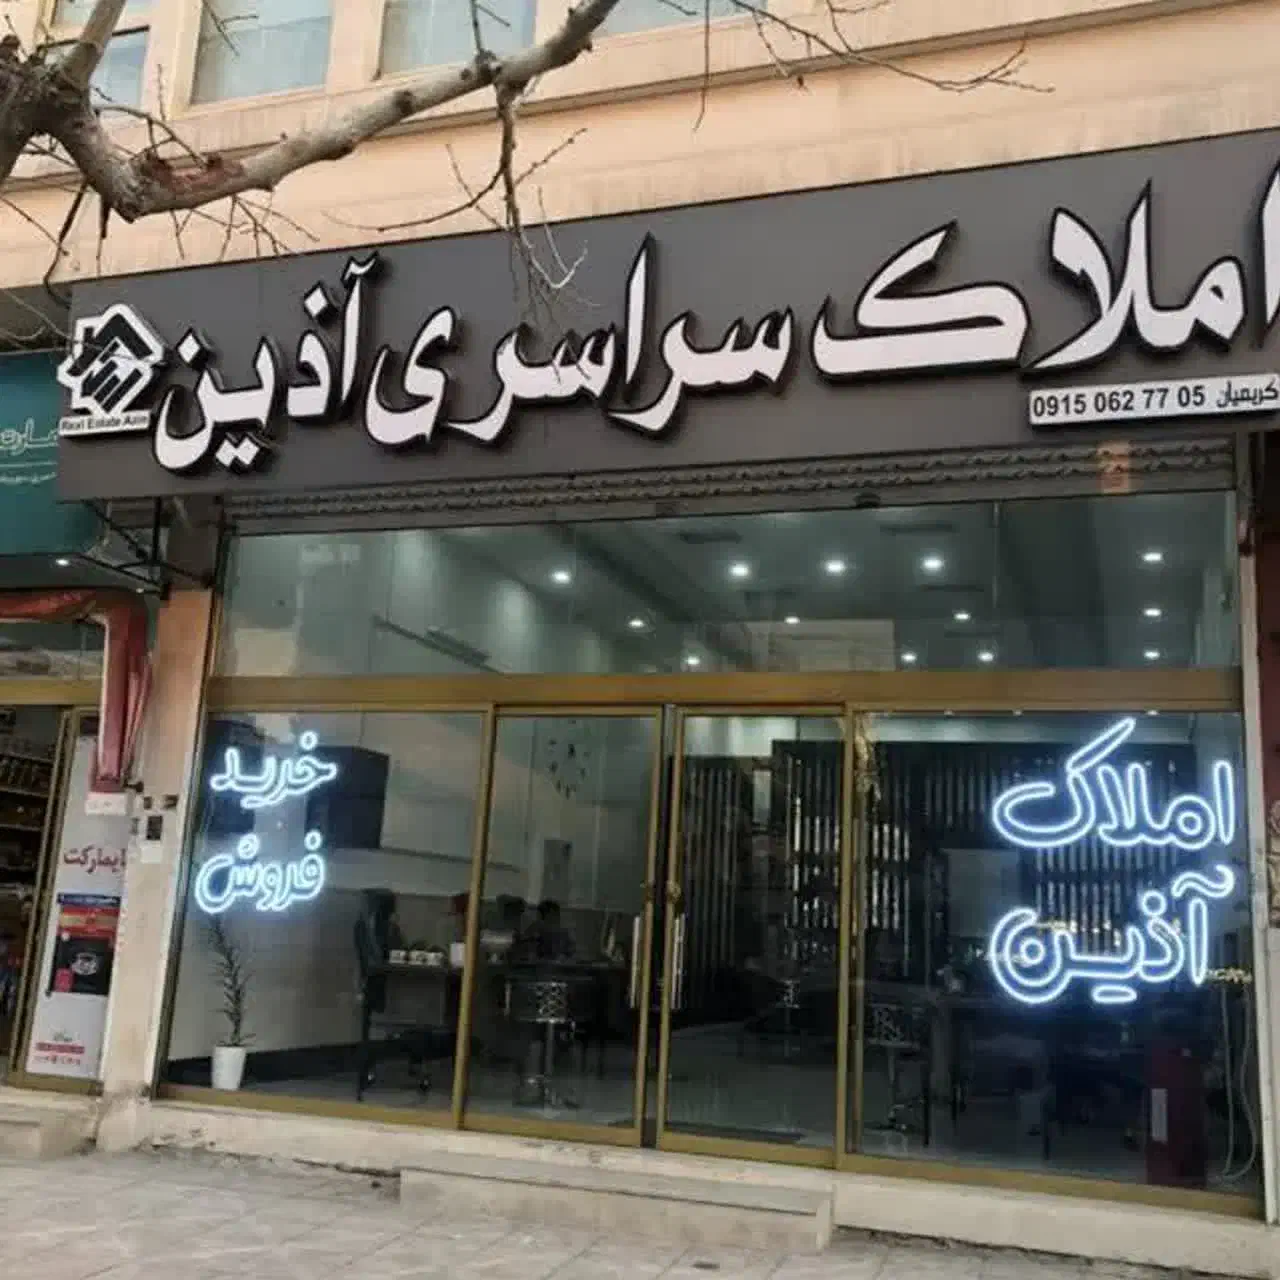 املاک سراسری آذین
Real Estate Azin
کریمیان 0915 062 77 05
خرید
فروش
املاک
آذین